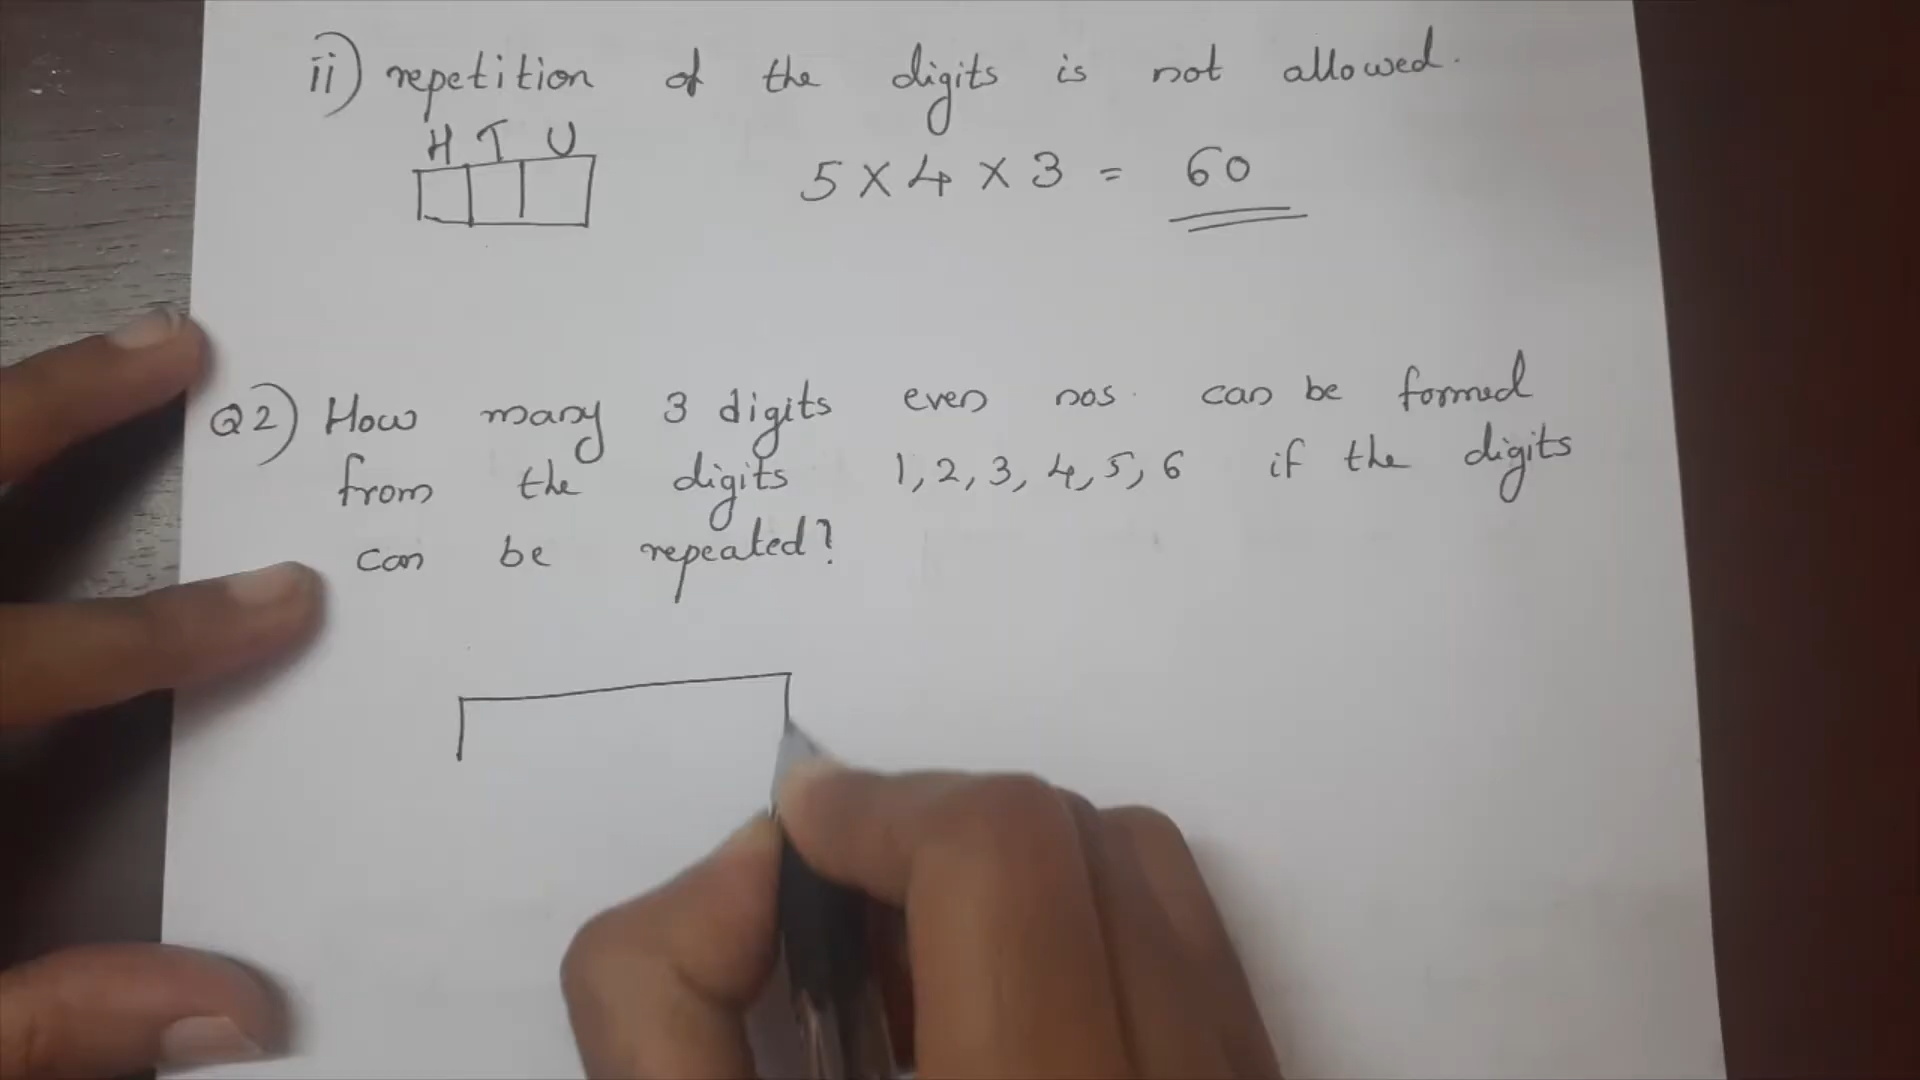 ii) repetition of the digits is not allowed.
H T U
5 X 4 X 3 = 60
Q2) How many 3 digits even nos. can be formed
from the digits 1, 2, 3, 4, 5, 6 if the digits
can be repeated?